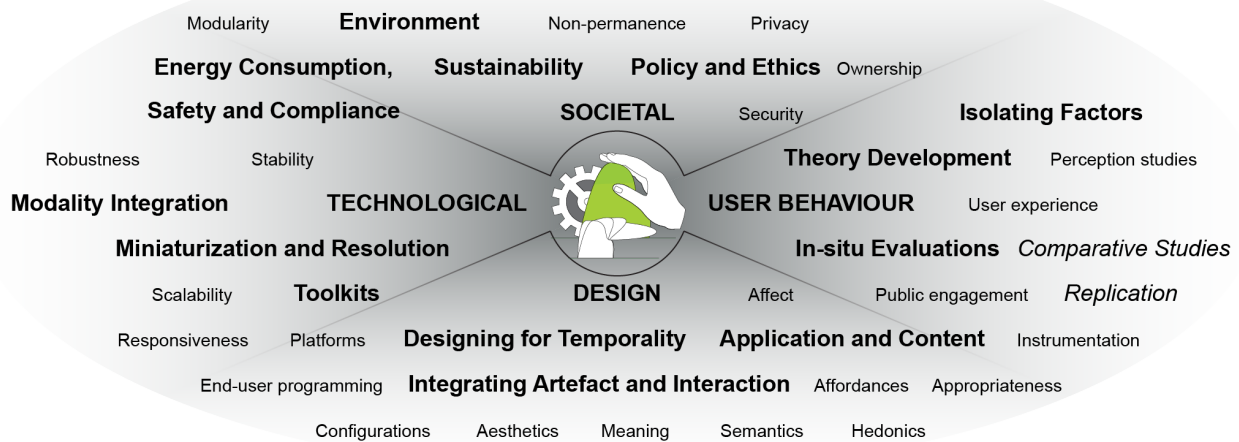 Modularity Environment Non-permanence Privacy
Energy Consumption, Sustainability Policy and Ethics Ownership
Safety and Compliance SOCIETAL Security Isolating Factors
Robustness Stability Theory Development Perception studies
Modality Integration TECHNOLOGICAL USER BEHAVIOUR User experience
Miniaturization and Resolution In-situ Evaluations Comparative Studies
Scalability Toolkits DESIGN Affect Public engagement Replication
Responsiveness Platforms Designing for Temporality Application and Content Instrumentation
End-user programming Integrating Artefact and Interaction Affordances Appropriateness
Configurations Aesthetics Meaning Semantics Hedonics